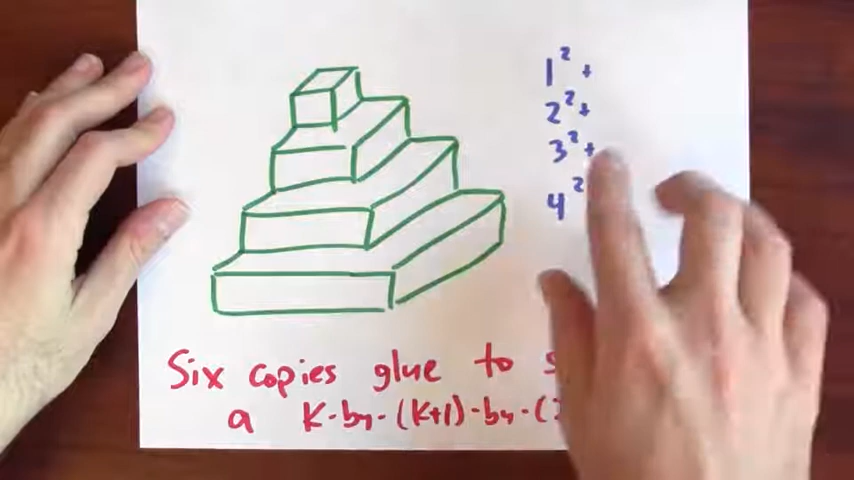 1² +
2² +
3² +
4²
Six copies glue to
a K-by-(K+1)-by-(